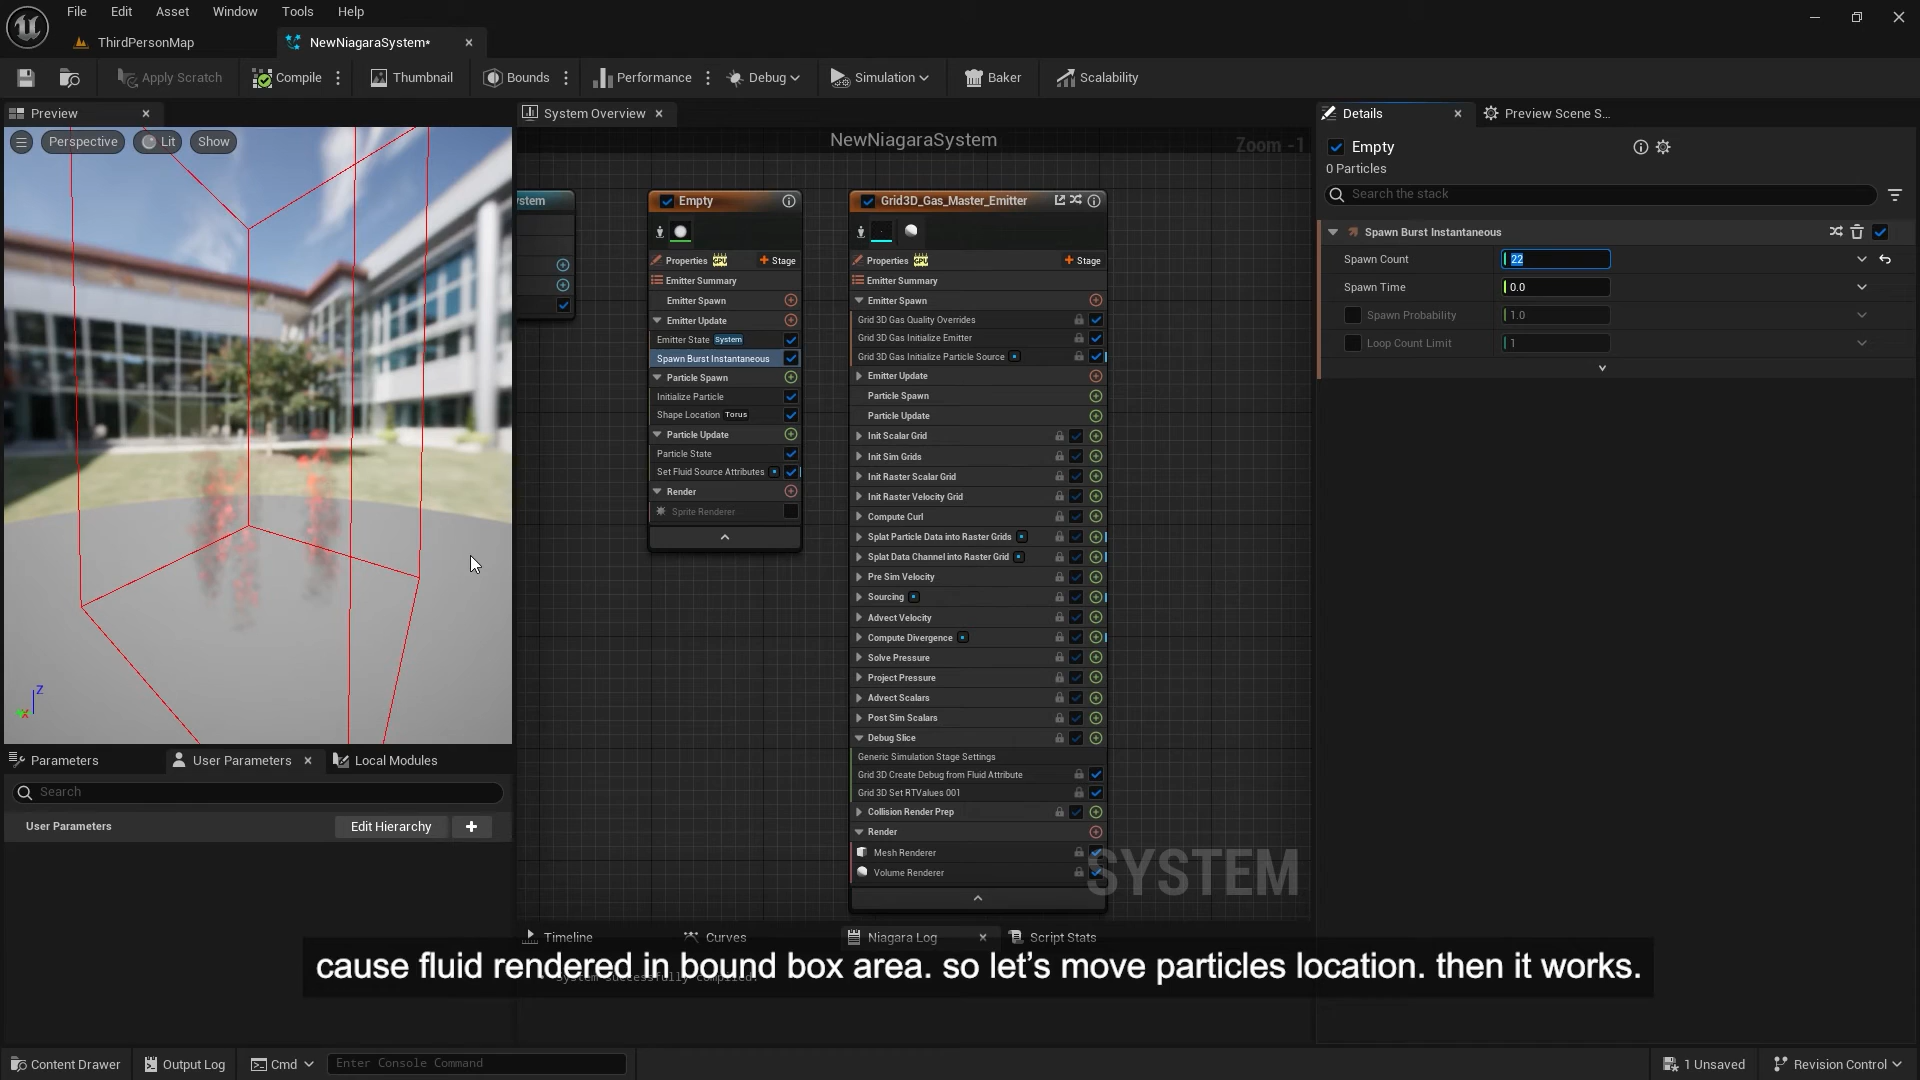 File Edit Asset Window Tools Help
ThirdPersonMap
NewNiagaraSystem*
Apply Scratch
Compile
Thumbnail
Bounds
Performance
Debug
Simulation
Baker
Scalability
Preview
Perspective
Lit
Show
Z
System Overview
NewNiagaraSystem
Zoom -1
ystem
Empty
Properties GPU Stage
Emitter Summary
Emitter Spawn
Emitter Update
Emitter State System
Spawn Burst Instantaneous
Particle Spawn
Initialize Particle
Shape Location Torus
Particle Update
Particle State
Set Fluid Source Attributes
Render
Sprite Renderer
Grid3D_Gas_Master_Emitter
Properties GPU Stage
Emitter Summary
Emitter Spawn
Grid 3D Gas Quality Overrides
Grid 3D Gas Initialize Emitter
Grid 3D Gas Initialize Particle Source
Emitter Update
Particle Spawn
Particle Update
Init Scalar Grid
Init Sim Grids
Init Raster Scalar Grid
Init Raster Velocity Grid
Compute Curl
Splat Particle Data into Raster Grids
Splat Data Channel into Raster Grid
Pre Sim Velocity
Sourcing
Advect Velocity
Compute Divergence
Solve Pressure
Project Pressure
Advect Scalars
Post Sim Scalars
Debug Slice
Generic Simulation Stage Settings
Grid 3D Create Debug from Fluid Attribute
Grid 3D Set RTValues 001
Collision Render Prep
Render
Mesh Renderer
Volume Renderer
SYSTEM
Details
Preview Scene S...
Empty
0 Particles
Search the stack
Spawn Burst Instantaneous
Spawn Count 22
Spawn Time 0.0
Spawn Probability 1.0
Loop Count Limit 1
Parameters
User Parameters
Local Modules
Search
User Parameters
Edit Hierarchy
Timeline
Curves
Niagara Log
Script Stats
System successfully compiled.
cause fluid rendered in bound box area. so let's move particles location. then it works.
Content Drawer
Output Log
Cmd
Enter Console Command
1 Unsaved
Revision Control